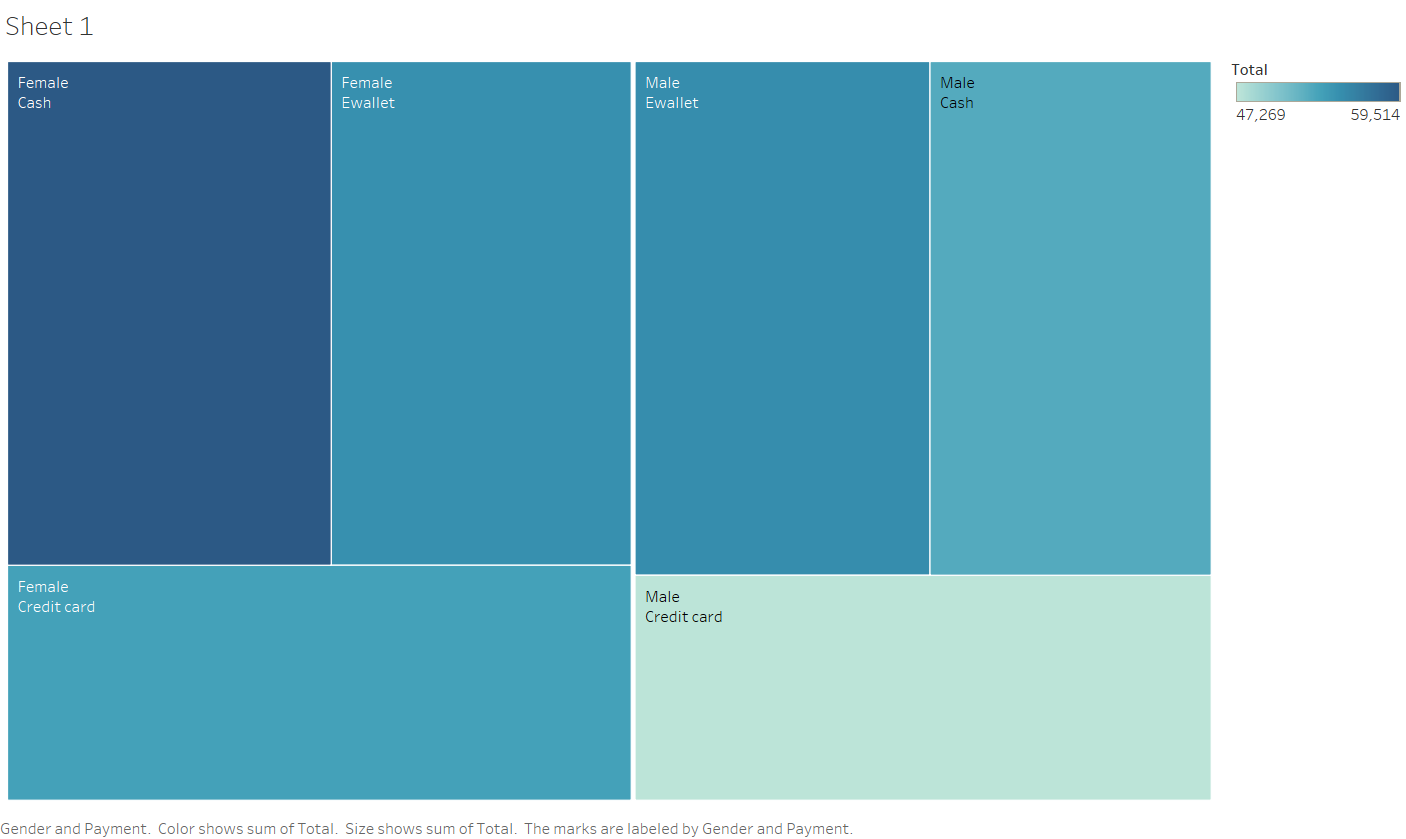 Sheet 1
Female
Cash
Female
Ewallet
Male
Ewallet
Male
Cash
Total
47,269
59,514
Female
Credit card
Male
Credit card
Gender and Payment.  Color shows sum of Total.  Size shows sum of Total.  The marks are labeled by Gender and Payment.